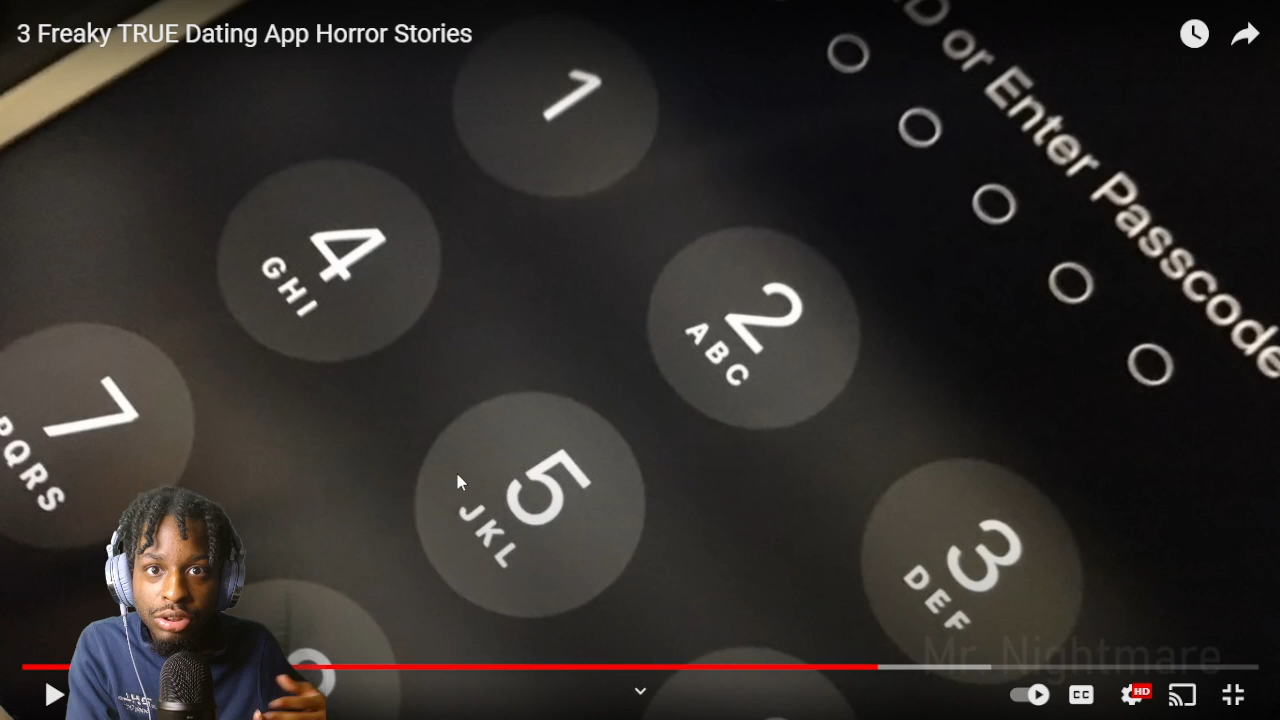 3 Freaky TRUE Dating App Horror Stories
D or Enter Passcode
1
2
ABC
3
DEF
4
GHI
5
JKL
7
PQRS
Mr. Nightmare
CC
HD